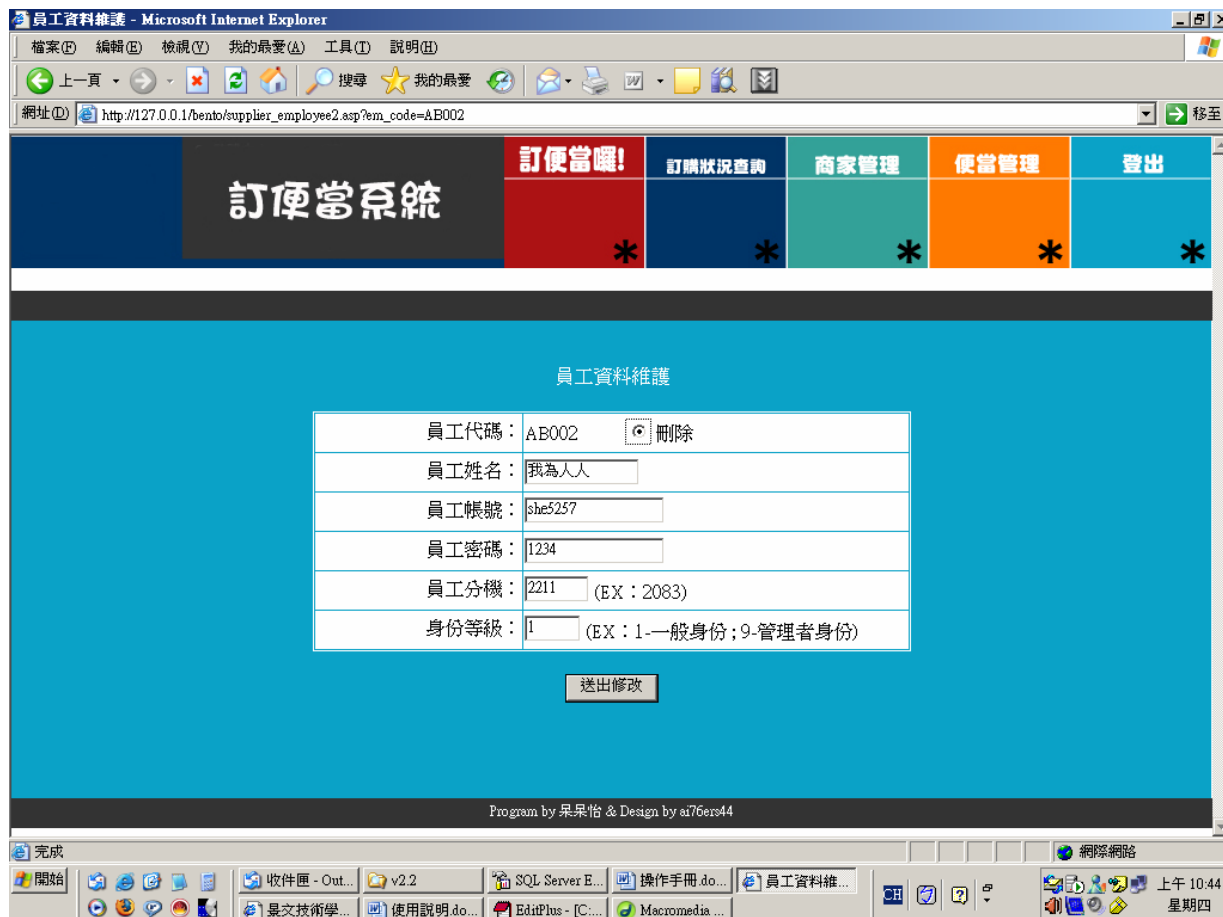 員工資料維護 - Microsoft Internet Explorer
檔案(F) 編輯(E) 檢視(V) 我的最愛(A) 工具(T) 說明(H)
上一頁 搜尋 我的最愛
網址(D) http://127.0.0.1/bento/supplier_employee2.asp?em_code=AB002 移至
訂便當系統
訂便當囉! 訂購狀況查詢 商家管理 便當管理 登出
* * * * *
員工資料維護
員工代碼： AB002 刪除
員工姓名： 我為人人
員工帳號： she5257
員工密碼： 1234
員工分機： 2211 (EX：2083)
身份等級： 1 (EX：1-一般身份;9-管理者身份)
送出修改
Program by 呆呆怡 & Design by ai76ers44
完成 網際網路
開始 收件匣 - Out... v2.2 SQL Server E... 操作手冊.do... 員工資料維... CH 上午 10:44
景文技術學... 使用說明.do... EditPlus - [C:... Macromedia ... 星期四